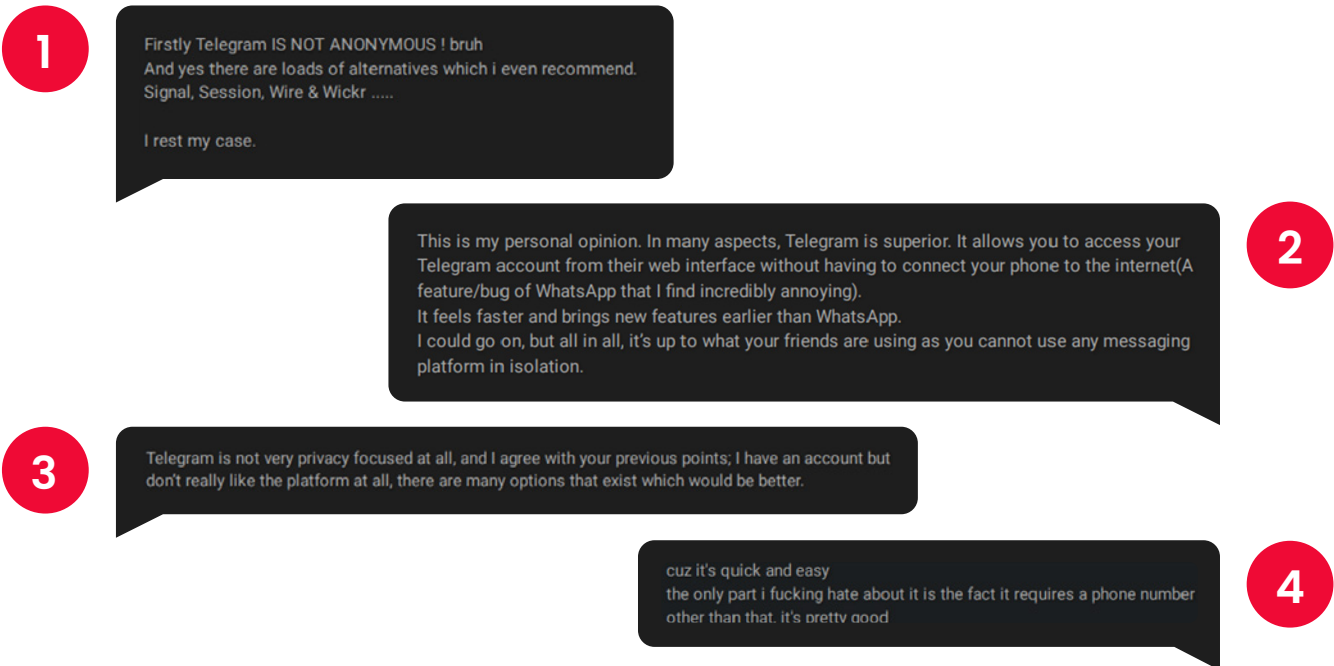 1
Firstly Telegram IS NOT ANONYMOUS ! bruh
And yes there are loads of alternatives which i even recommend.
Signal, Session, Wire & Wickr .....
I rest my case.
This is my personal opinion. In many aspects, Telegram is superior. It allows you to access your
Telegram account from their web interface without having to connect your phone to the internet(A
feature/bug of WhatsApp that I find incredibly annoying).
It feels faster and brings new features earlier than WhatsApp.
I could go on, but all in all, it's up to what your friends are using as you cannot use any messaging
platform in isolation.
2
3
Telegram is not very privacy focused at all, and I agree with your previous points; I have an account but
don't really like the platform at all, there are many options that exist which would be better.
cuz it's quick and easy
the only part i fucking hate about it is the fact it requires a phone number
other than that, it's pretty good
4